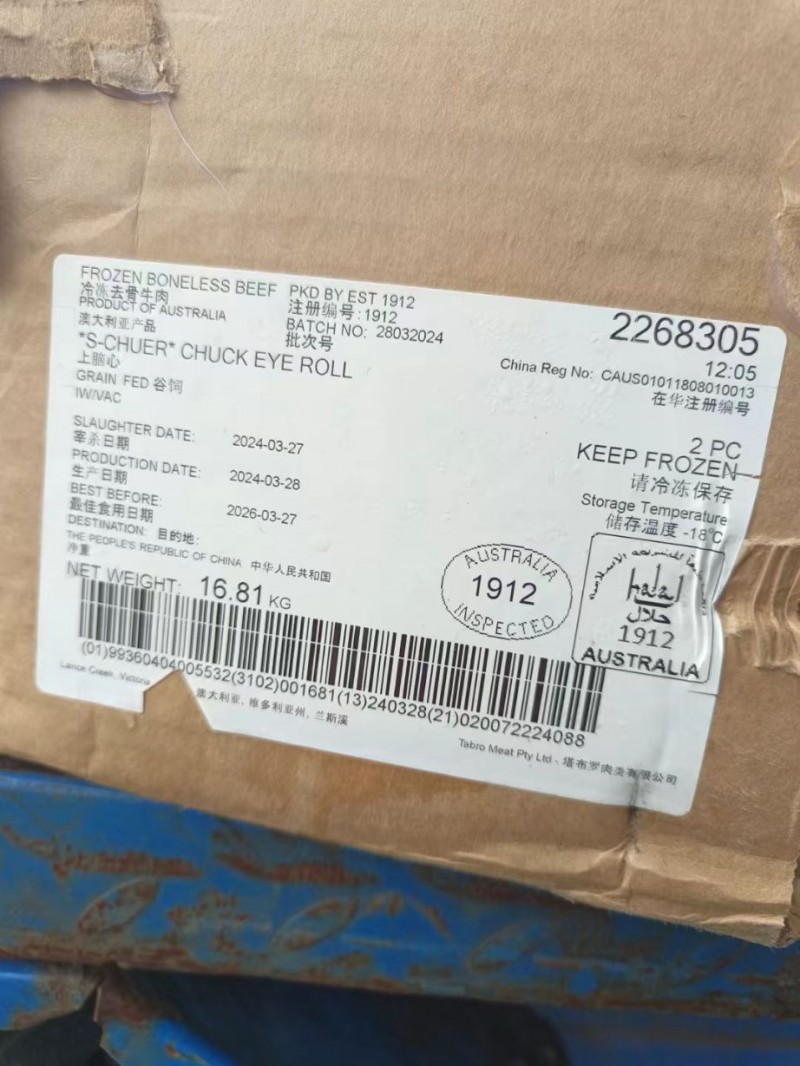 FROZEN BONELESS BEEF
冷冻去骨牛肉
PRODUCT OF AUSTRALIA
澳大利亚产品
PKD BY EST 1912
注册编号:1912
BATCH NO: 28032024
批次号
*S-CHUER* CHUCK EYE ROLL
上脑心
GRAIN FED 谷饲
IW/VAC
2268305
12:05
China Reg No: CAUS01011808010013
在华注册编号
2 PC
KEEP FROZEN
请冷冻保存
Storage Temperature
储存温度 -18°C
SLAUGHTER DATE: 2024-03-27
宰杀日期
PRODUCTION DATE: 2024-03-28
生产日期
BEST BEFORE: 2026-03-27
最佳食用日期
DESTINATION: 目的地:
THE PEOPLE'S REPUBLIC OF CHINA 中华人民共和国
净重
NET WEIGHT: 16.81 KG
AUSTRALIA
1912
INSPECTED
Halal
حلال
1912
AUSTRALIA
(01)99360404005532(3102)001681(13)240328(21)020072224088
Lance Creek, Victoria
澳大利亚, 维多利亚州, 兰斯溪
Tabro Meat Pty Ltd、塔布罗肉类有限公司